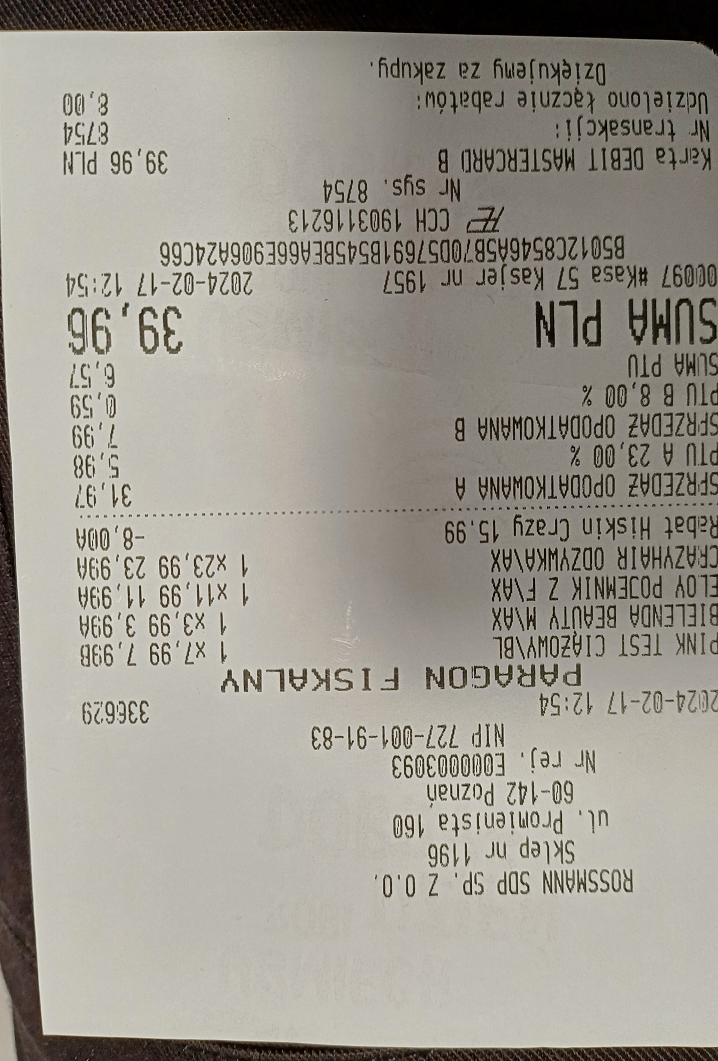 ROSSMANN SDP SP. Z O.O.
Sklep nr 1196
ul. Promienista 160
60-142 Poznań
Nr rej. E000003093
NIP 727-001-91-83
2024-02-17 12:54 336629
PARAGON FISKALNY
PINK TEST CIĄŻOWY\BL 1 x7,99 7,99B
BIELENDA BEAUTY M\AX 1 x3,99 3,99A
ELOY POJEMNIK Z F\AX 1 x11,99 11,99A
CRAZYHAIR ODŻYWKA\AX 1 x23,99 23,99A
Rabat Hiskin Crazy 15.99 -8,00A
SPRZEDAŻ OPODATKOWANA A 31,97
PTU A 23,00 % 5,98
SPRZEDAŻ OPODATKOWANA B 7,99
PTU B 8,00 % 0,59
SUMA PTU 6,57
SUMA PLN 39,96
00097 #Kasa 57 Kasjer nr 1957 2024-02-17 12:54
B5012C8546A5B70D57691B545BEA66E906A24C66
CCH 1903116213
Nr sys. 8754
Karta DEBIT MASTERCARD B 39,96 PLN
Nr transakcji: 8754
Udzielono łącznie rabatów: 8,00
Dziękujemy za zakupy.